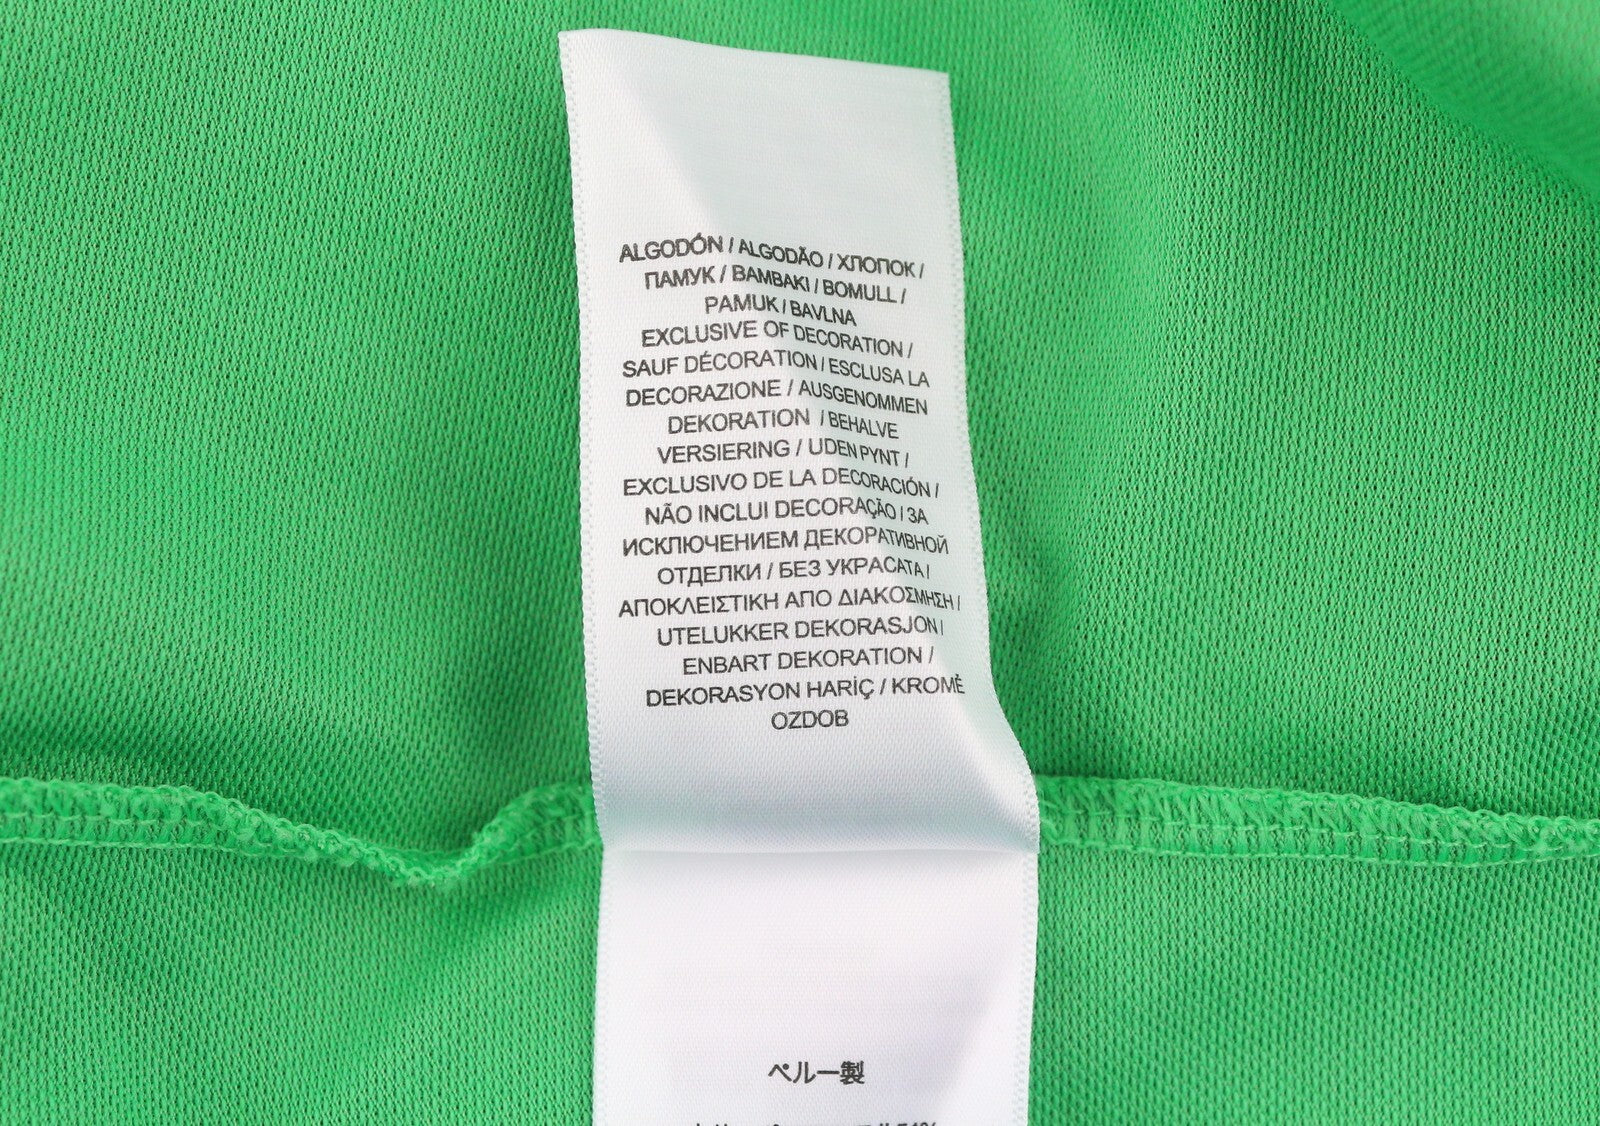 ALGODÓN / ALGODÃO / ХЛОПОК /
ПАМУК / BAMBAKI / BOMULL /
PAMUK / BAVLNA
EXCLUSIVE OF DECORATION /
SAUF DÉCORATION / ESCLUSA LA
DECORAZIONE / AUSGENOMMEN
DEKORATION / BEHALVE
VERSIERING / UDEN PYNT /
EXCLUSIVO DE LA DECORACIÓN /
NÃO INCLUI DECORAÇÃO / ЗА
ИСКЛЮЧЕНИЕМ ДЕКОРАТИВНОЙ
ОТДЕЛКИ / БЕЗ УКРАСАТА /
ΑΠΟΚΛΕΙΣΤΙΚΗ ΑΠΟ ΔΙΑΚΟΣΜΗΣΗ /
UTELUKKER DEKORASJON /
ENBART DEKORATION /
DEKORASYON HARİÇ / KROMĚ
OZDOB
ペルー製